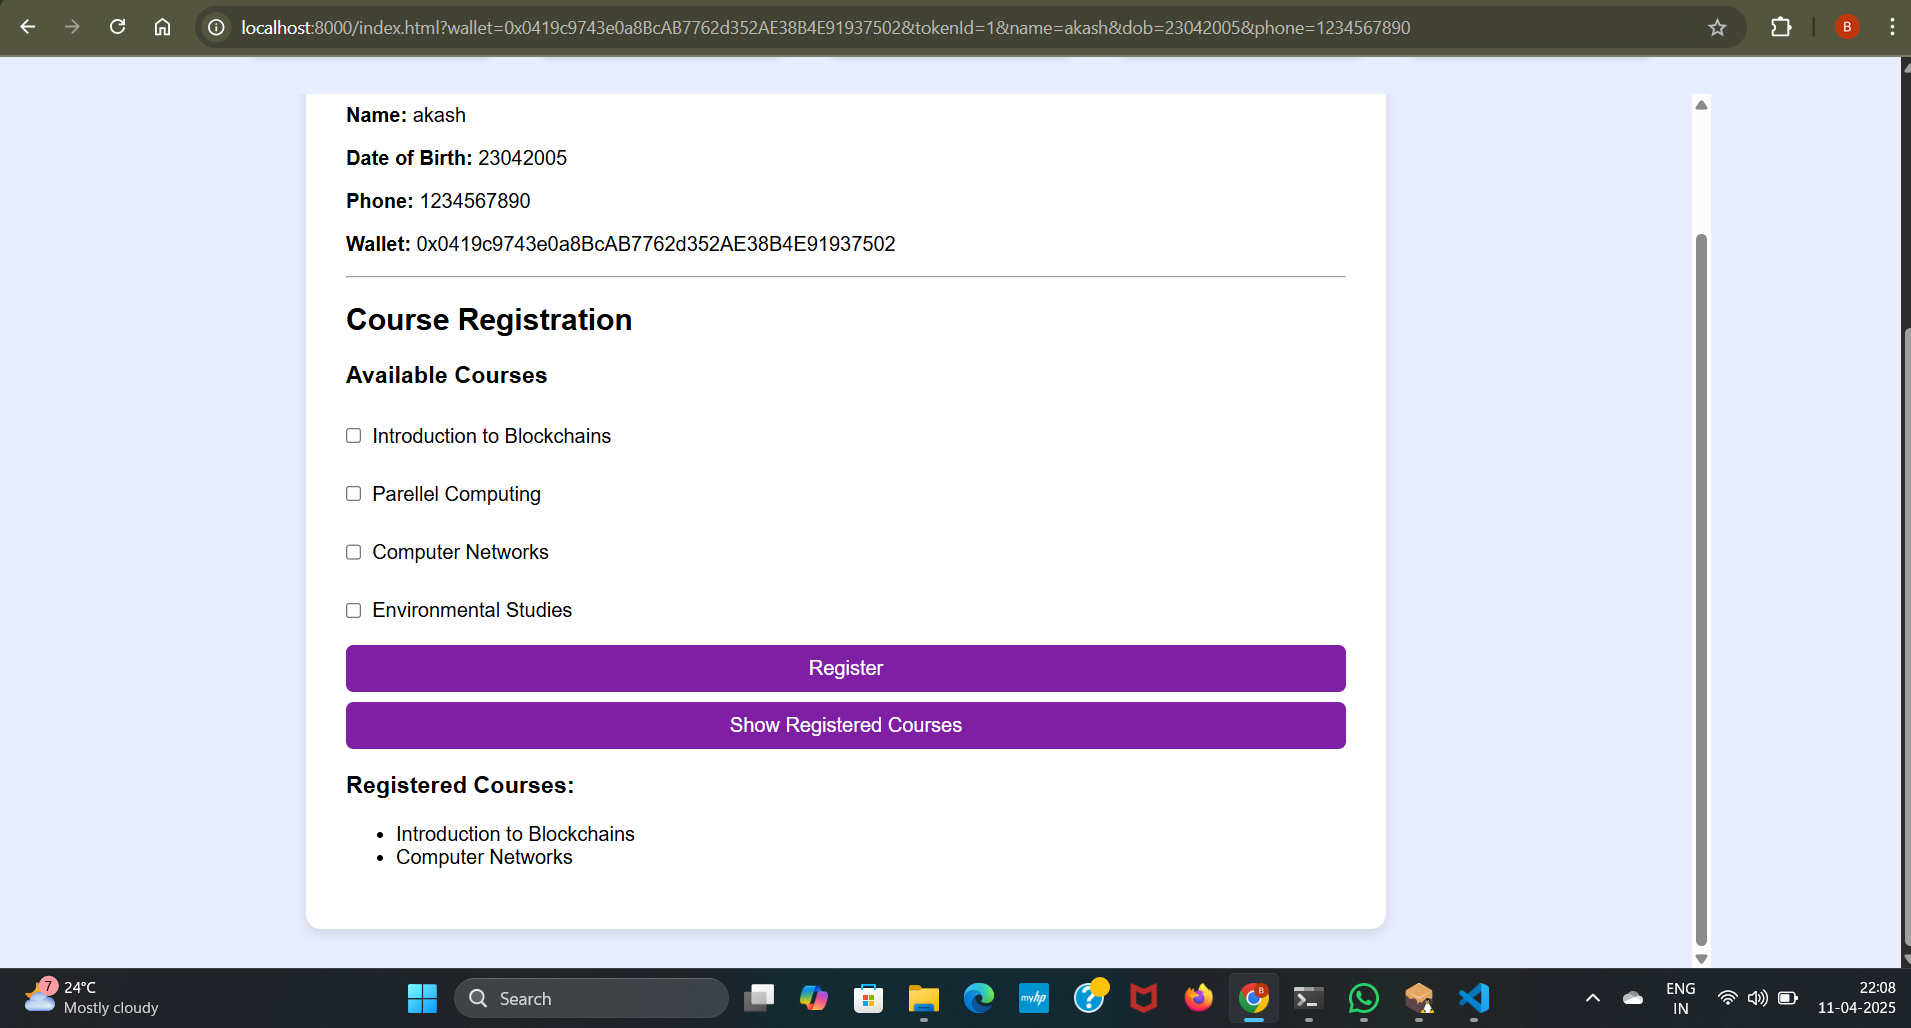 localhost:8000/index.html?wallet=0x0419c9743e0a8BcAB7762d352AE38B4E91937502&tokenId=1&name=akash&dob=23042005&phone=1234567890
B
Name: akash
Date of Birth: 23042005
Phone: 1234567890
Wallet: 0x0419c9743e0a8BcAB7762d352AE38B4E91937502
Course Registration
Available Courses
Introduction to Blockchains
Parellel Computing
Computer Networks
Environmental Studies
Register
Show Registered Courses
Registered Courses:
• Introduction to Blockchains
• Computer Networks
7
24°C
Mostly cloudy
Search
myhp
B
ENG
IN
22:08
11-04-2025